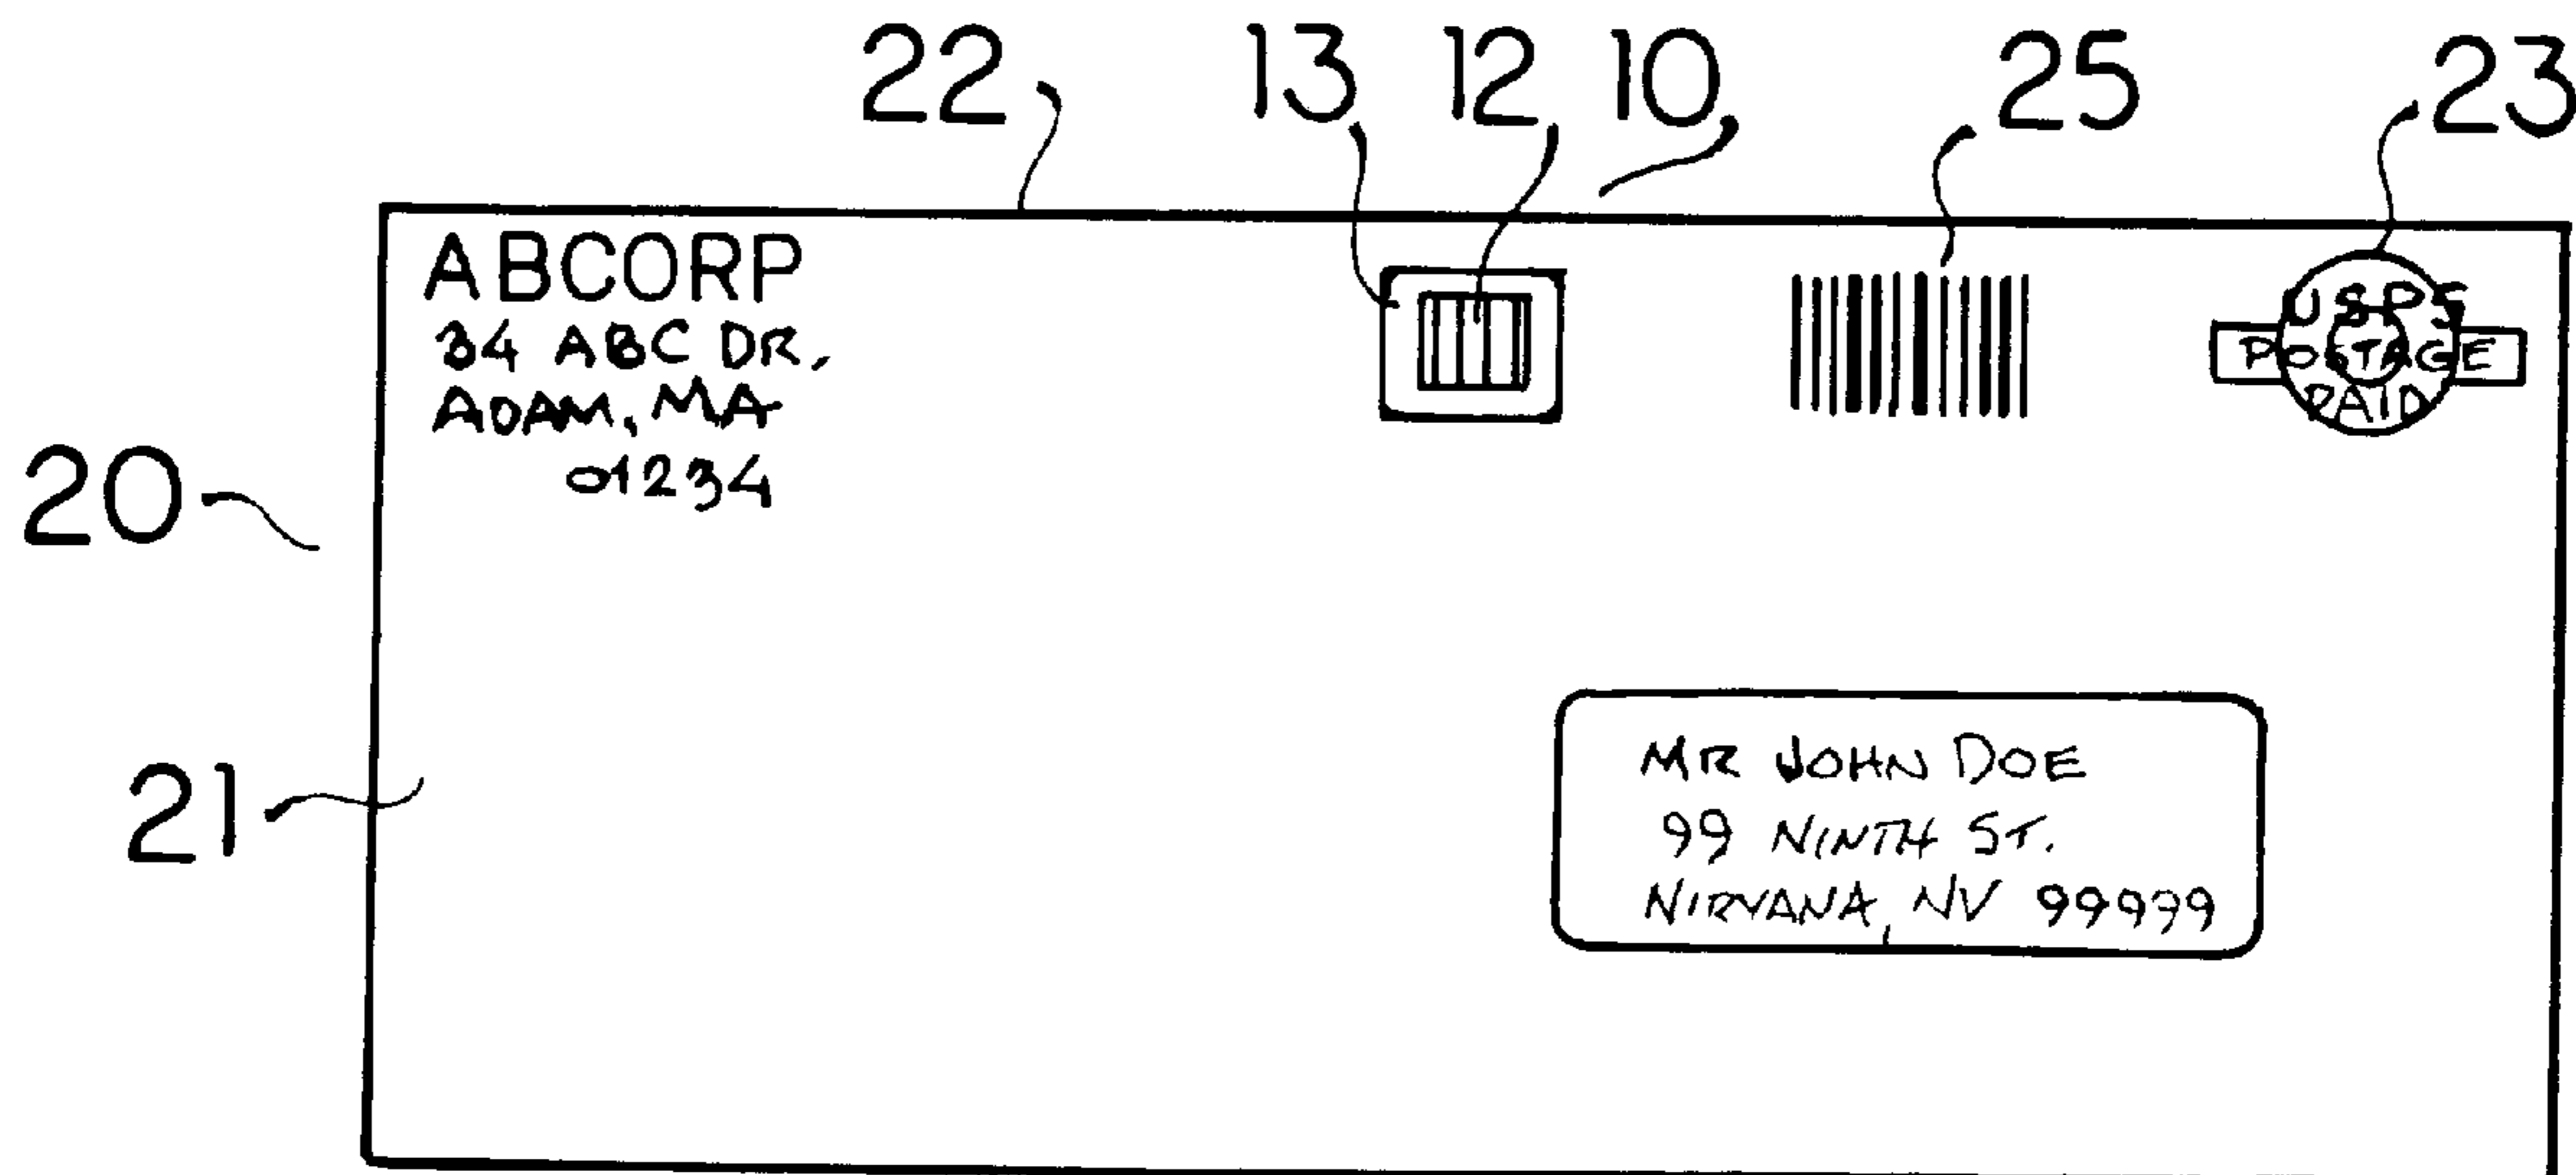 22 13 12 10 25 23
ABCORP
34 ABC DR.
ADAM, MA
01234
USPS
POSTAGE
PAID
20
21
MR JOHN DOE
99 NINTH ST.
NIRVANA, NV 99999